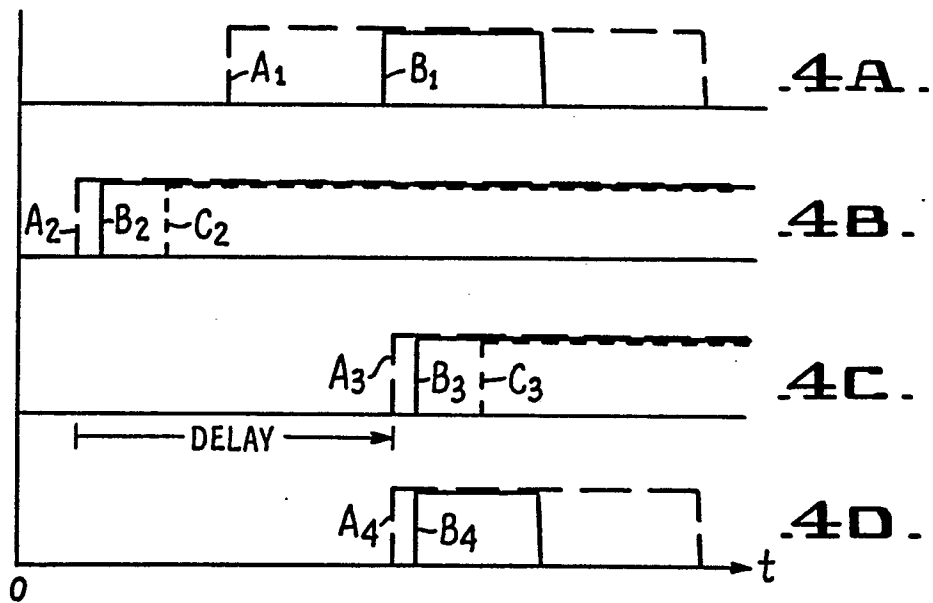 A1 B1 .4A.
A2 B2 C2 .4B.
A3 B3 C3 .4C.
DELAY
A4 B4 .4D.
t
0